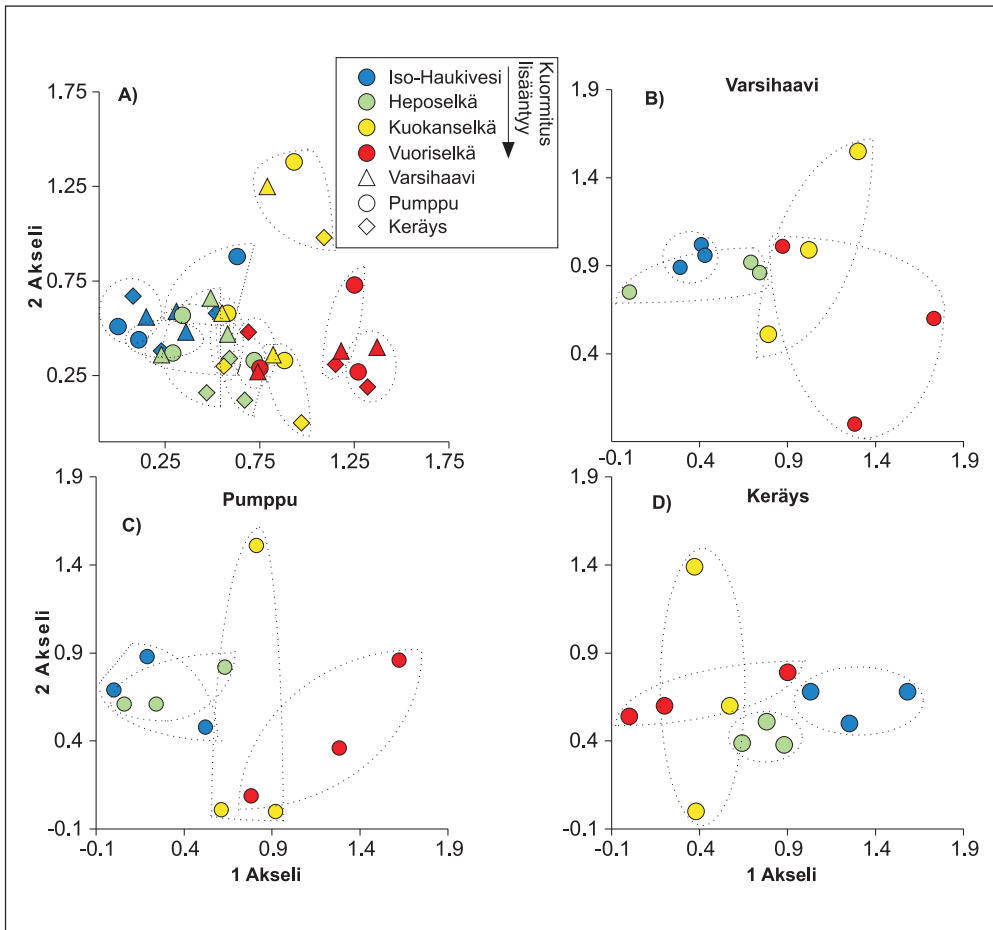 A)
1.75
1.25
0.75
0.25
2 Akseli
0.25
0.75
1.25
1.75
Iso-Haukivesi
Heposelkä
Kuokanselkä
Vuoriselkä
Varsihaavi
Pumppu
Keräys
Kuormitus
lisääntyy
B)
Varsihaavi
1.9
1.4
0.9
0.4
-0.1
0.4
0.9
1.4
1.9
C)
Pumppu
1.9
1.4
0.9
0.4
-0.1
2 Akseli
-0.1
0.4
0.9
1.4
1.9
1 Akseli
D)
Keräys
1.9
1.4
0.9
0.4
-0.1
-0.1
0.4
0.9
1.4
1.9
1 Akseli